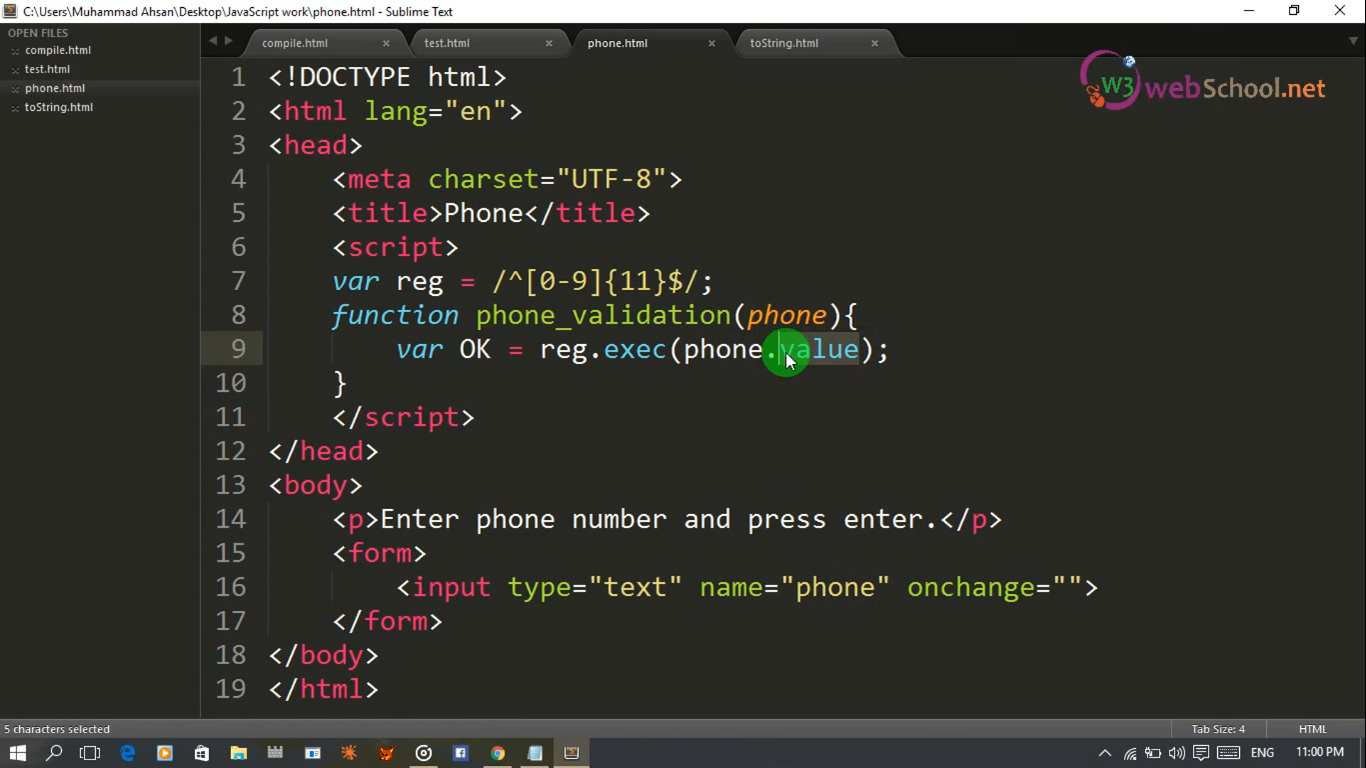 C:\Users\Muhammad Ahsan\Desktop\JavaScript work\phone.html - Sublime Text
OPEN FILES
compile.html
test.html
phone.html
toString.html
compile.html
test.html
phone.html
toString.html
W3 webSchool.net
1 <!DOCTYPE html>
2 <html lang="en">
3 <head>
4 <meta charset="UTF-8">
5 <title>Phone</title>
6 <script>
7 var reg = /^[0-9]{11}$/;
8 function phone_validation(phone){
9 var OK = reg.exec(phone.value);
10 }
11 </script>
12 </head>
13 <body>
14 <p>Enter phone number and press enter.</p>
15 <form>
16 <input type="text" name="phone" onchange="">
17 </form>
18 </body>
19 </html>
5 characters selected
Tab Size: 4
HTML
ENG
11:00 PM